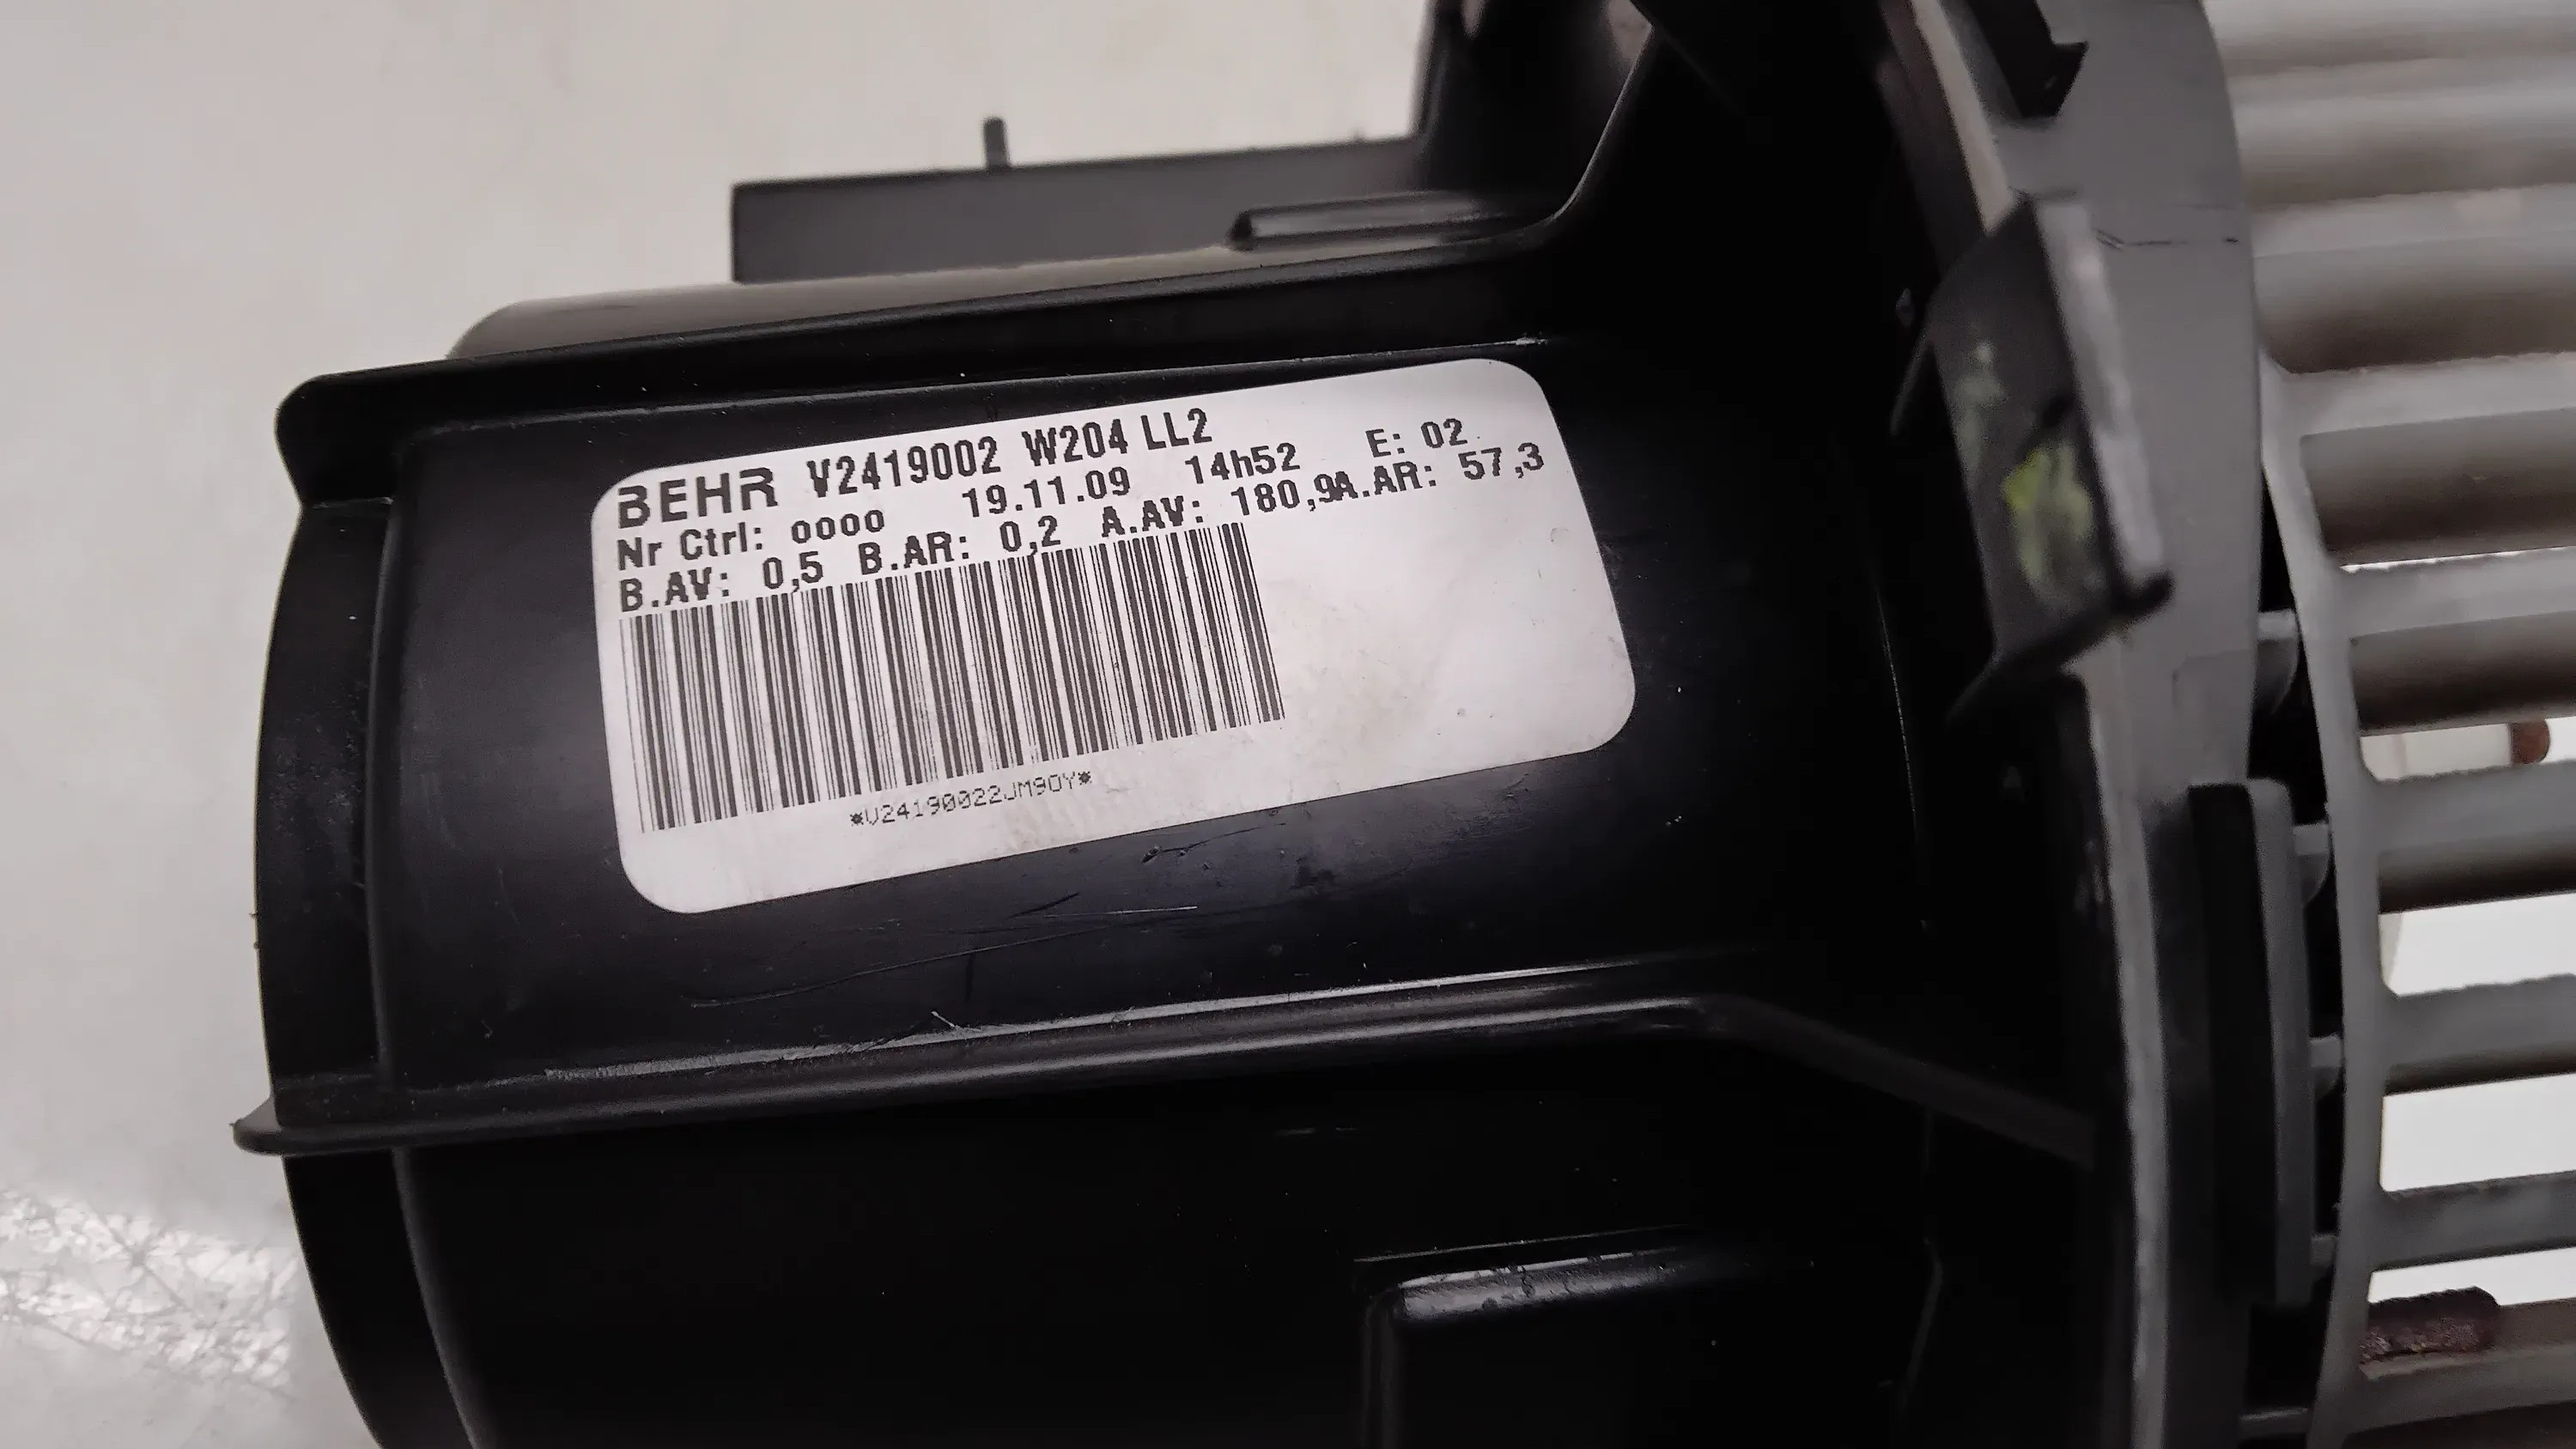 BEHR V2419002 W204 LL2
Nr Ctrl: 0000 19.11.09 14h52 E: 02
B.AV: 0,5 B.AR: 0,2 A.AV: 180,9A.AR: 57,3
*V24190022JM90Y*